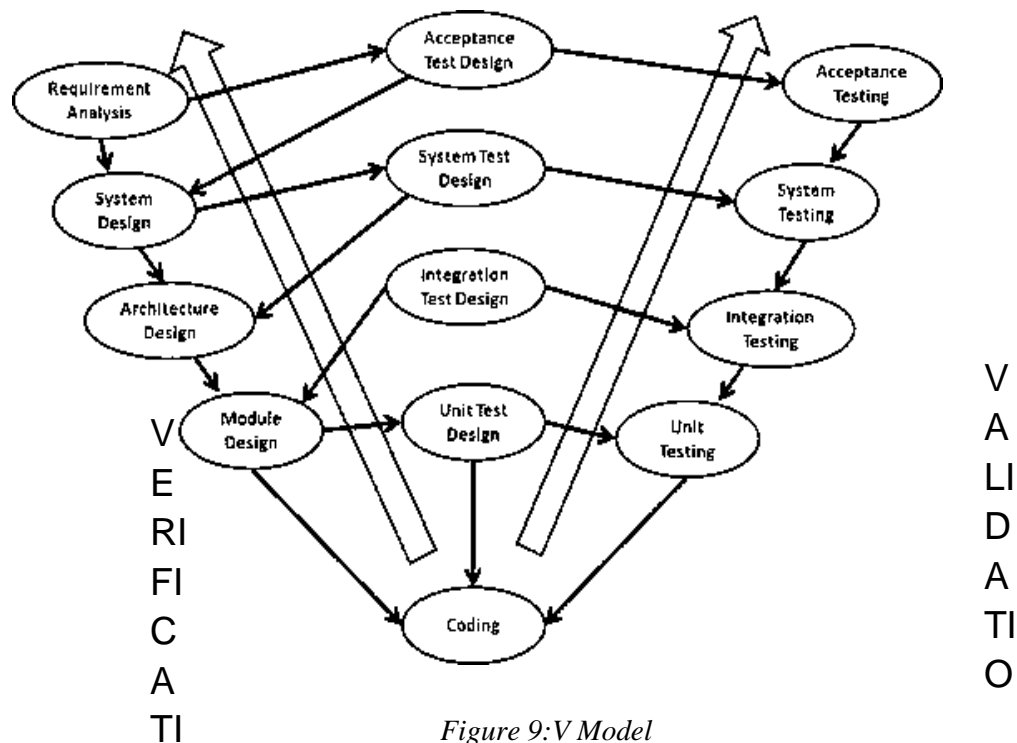 Acceptance
Test Design
Requirement
Analysis
Acceptance
Testing
System Test
Design
System
Design
System
Testing
Integration
Test Design
Architecture
Design
Integration
Testing
Module
Design
Unit Test
Design
Unit
Testing
Coding
V
E
RI
FI
C
A
TI
V
A
LI
D
A
TI
O
Figure 9:V Model